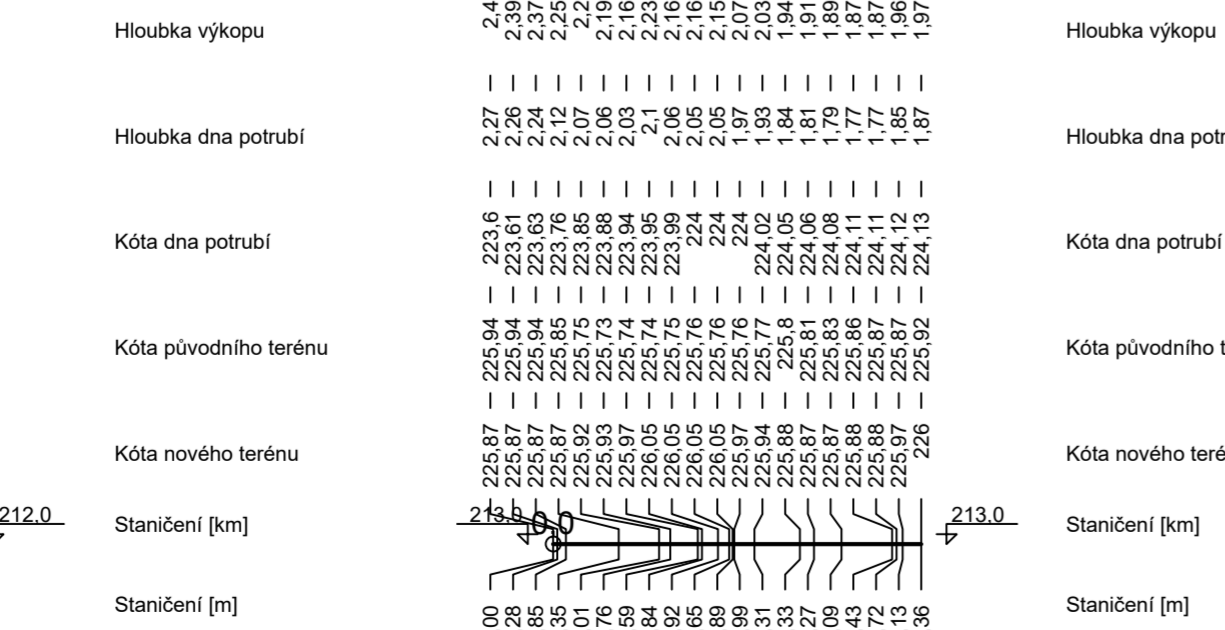 Hloubka výkopu 2,4 2,39 2,37 2,25 2,2 2,19 2,16 2,23 2,16 2,16 2,15 2,07 2,03 1,94 1,91 1,89 1,87 1,87 1,96 1,97 Hloubka výkopu
Hloubka dna potrubí 2,27 2,26 2,24 2,12 2,07 2,06 2,03 2,1 2,06 2,05 2,05 1,97 1,93 1,84 1,81 1,79 1,77 1,77 1,85 1,87 Hloubka dna potr
Kóta dna potrubí 223,6 223,61 223,63 223,76 223,85 223,88 223,94 223,95 223,99 224 224 224 224,02 224,05 224,06 224,08 224,11 224,11 224,12 224,13 Kóta dna potrubí
Kóta původního terénu 225,94 225,94 225,94 225,85 225,75 225,73 225,74 225,74 225,75 225,76 225,76 225,76 225,77 225,8 225,81 225,83 225,86 225,87 225,87 225,92 Kóta původního t
Kóta nového terénu 225,87 225,87 225,87 225,87 225,92 225,93 225,97 226,05 226,05 226,05 226,05 225,97 225,94 225,88 225,87 225,87 225,88 225,88 225,97 226 Kóta nového teré
212,0 Staničení [km] 213,0 0 0 213,0 Staničení [km]
Staničení [m] 00 28 85 35 01 76 59 84 92 65 89 99 31 33 27 09 43 72 13 36 Staničení [m]